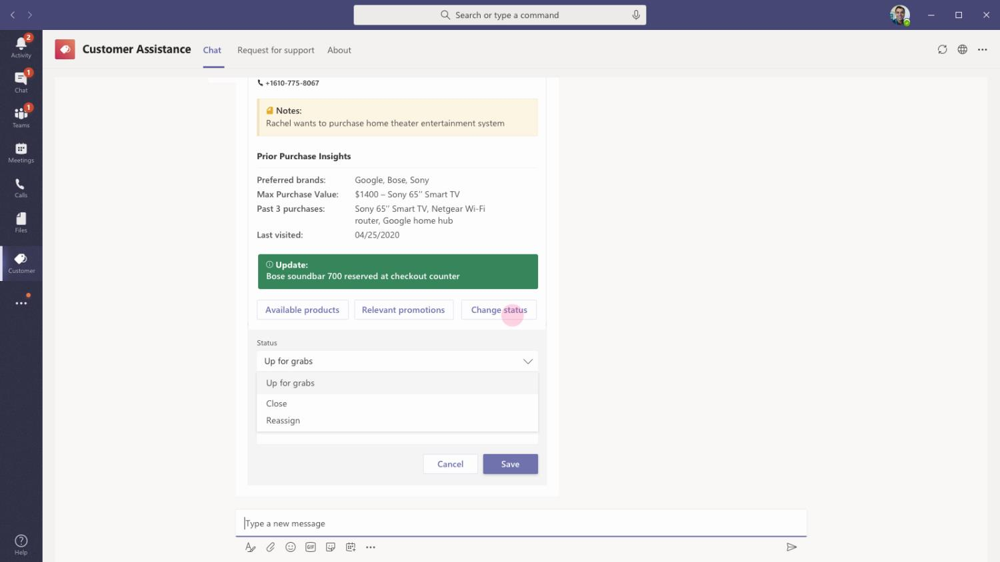 Search or type a command
2
Activity
1
Chat
1
Teams
Meetings
Calls
Files
Customer
Help
Customer Assistance
Chat
Request for support
About
+1610-775-8067
Notes:
Rachel wants to purchase home theater entertainment system
Prior Purchase Insights
Preferred brands: Google, Bose, Sony
Max Purchase Value: $1400 – Sony 65’’ Smart TV
Past 3 purchases: Sony 65’’ Smart TV, Netgear Wi-Fi
router, Google home hub
Last visited: 04/25/2020
Update:
Bose soundbar 700 reserved at checkout counter
Available products
Relevant promotions
Change status
Status
Up for grabs
Up for grabs
Close
Reassign
Cancel
Save
Type a new message
GIF